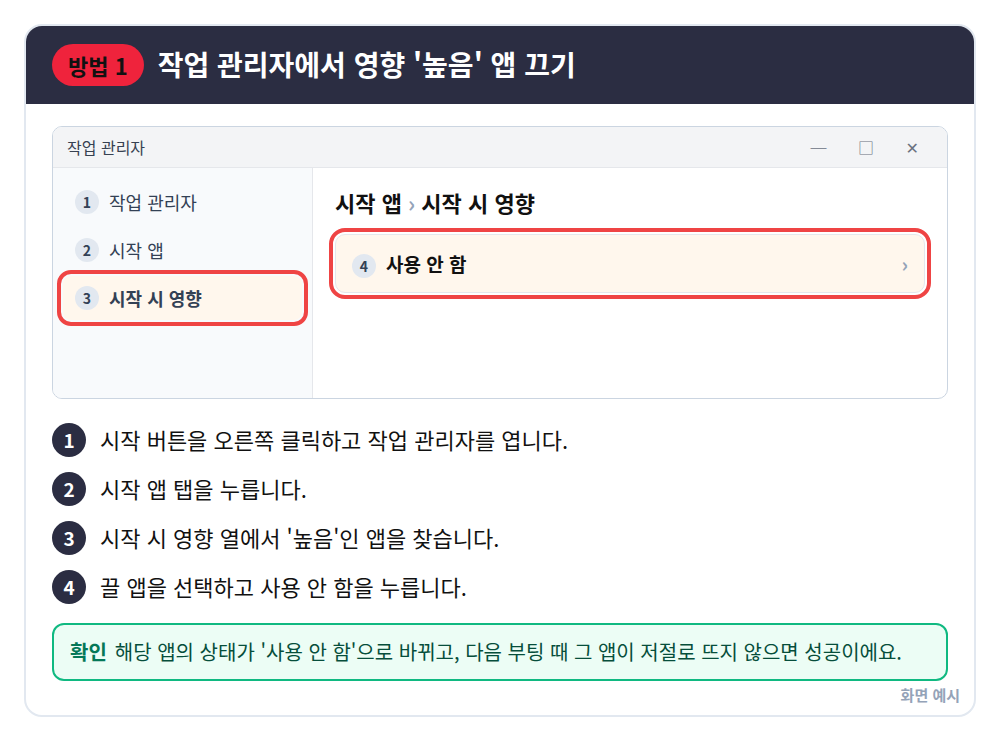 방법 1 작업 관리자에서 영향 '높음' 앱 끄기
작업 관리자
1 작업 관리자
2 시작 앱
3 시작 시 영향
시작 앱 › 시작 시 영향
4 사용 안 함 ›
1 시작 버튼을 오른쪽 클릭하고 작업 관리자를 엽니다.
2 시작 앱 탭을 누릅니다.
3 시작 시 영향 열에서 '높음'인 앱을 찾습니다.
4 끌 앱을 선택하고 사용 안 함을 누릅니다.
확인 해당 앱의 상태가 '사용 안 함'으로 바뀌고, 다음 부팅 때 그 앱이 저절로 뜨지 않으면 성공이에요.
화면 예시